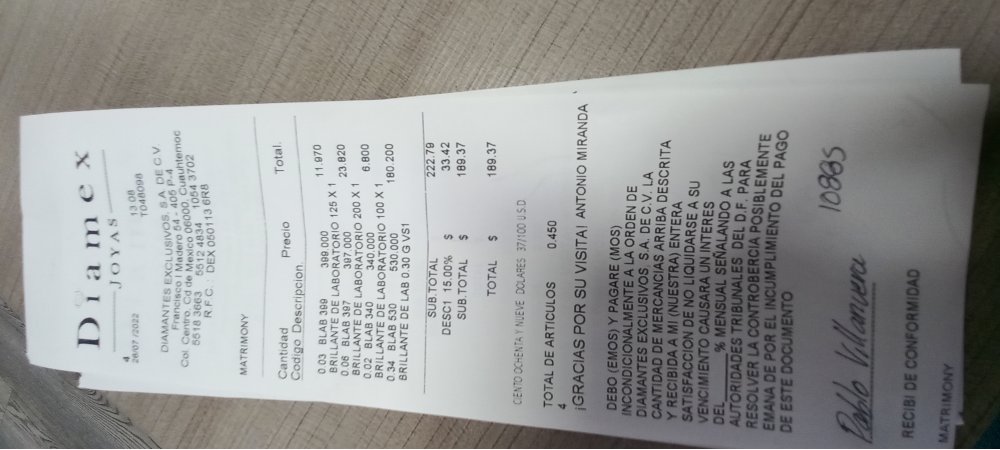 Diamex
JOYAS
4
26/07/2022 13:08
T048098
DIAMANTES EXCLUSIVOS, S.A. DE C.V.
Francisco I Madero 54 - 405 P-4
Col. Centro, Cd de Mexico 06000, Cuauhtemoc
5518 3663 5512 4834 1054 3702
R. F. C. DEX 050113 6R8
MATRIMONY
Cantidad
Codigo Descripcion. Precio Total.
0.03 BLAB 399 399.000 11.970
BRILLANTE DE LABORATORIO 125 X 1
0.06 BLAB 397 397.000 23.820
BRILLANTE DE LABORATORIO 200 X 1
0.02 BLAB 340 340.000 6.800
BRILLANTE DE LABORATORIO 100 X 1
0.34 BLAB 530 530.000 180.200
BRILLANTE DE LAB 0.30 G VS1
SUB.TOTAL 222.79
DESC1 15.00% $ 33.42
SUB.TOTAL $ 189.37
TOTAL $ 189.37
CIENTO OCHENTA Y NUEVE DOLARES 37/100 U.S.D.
TOTAL DE ARTICULOS 0.450
4
¡GRACIAS POR SU VISITA! ANTONIO MIRANDA
DEBO (EMOS) Y PAGARE (MOS)
INCONDICIONALMENTE A LA ORDEN DE
DIAMANTES EXCLUSIVOS S.A. DE C.V. LA
CANTIDAD DE MERCANCIAS ARRIBA DESCRITA
Y RECIBIDA A MI (NUESTRA) ENTERA
SATISFACCION DE NO LIQUIDARSE A SU
VENCIMIENTO CAUSARA UN INTERES
DEL ____% MENSUAL SEÑALANDO A LAS
AUTORIDADES TRIBUNALES DEL D.F. PARA
RESOLVER LA CONTROBERCIA POSIBLEMENTE
EMANA DE POR EL INCUMPLIMIENTO DEL PAGO
DE ESTE DOCUMENTO
Pablo Villanueva 10885
RECIBI DE CONFORMIDAD
MATRIMONY